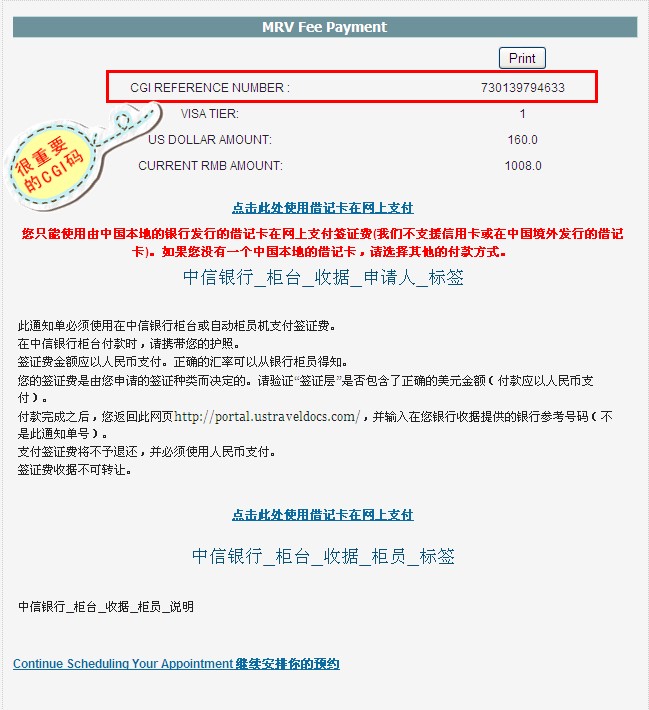 MRV Fee Payment
Print
CGI REFERENCE NUMBER : 730139794633
很重要
的CGI码
VISA TIER: 1
US DOLLAR AMOUNT: 160.0
CURRENT RMB AMOUNT: 1008.0
点击此处使用借记卡在网上支付
您只能使用由中国本地的银行发行的借记卡在网上支付签证费(我们不支援信用卡或在中国境外发行的借记
卡)。如果您没有一个中国本地的借记卡，请选择其他的付款方式。
中信银行_柜台_收据_申请人_标签
此通知单必须使用在中信银行柜台或自动柜员机支付签证费。
在中信银行柜台付款时，请携带您的护照。
签证费金额应以人民币支付。正确的汇率可以从银行柜员得知。
您的签证费是由您申请的签证种类而决定的。请验证“签证层”是否包含了正确的美元金额（付款应以人民币支
付）。
付款完成之后，您返回此网页http://portal.ustraveldocs.com/，并输入在您银行收据提供的银行参考号码（不
是此通知单号）。
支付签证费将不予退还，并必须使用人民币支付。
签证费收据不可转让。
点击此处使用借记卡在网上支付
中信银行_柜台_收据_柜员_标签
中信银行_柜台_收据_柜员_说明
Continue Scheduling Your Appointment 继续安排你的预约